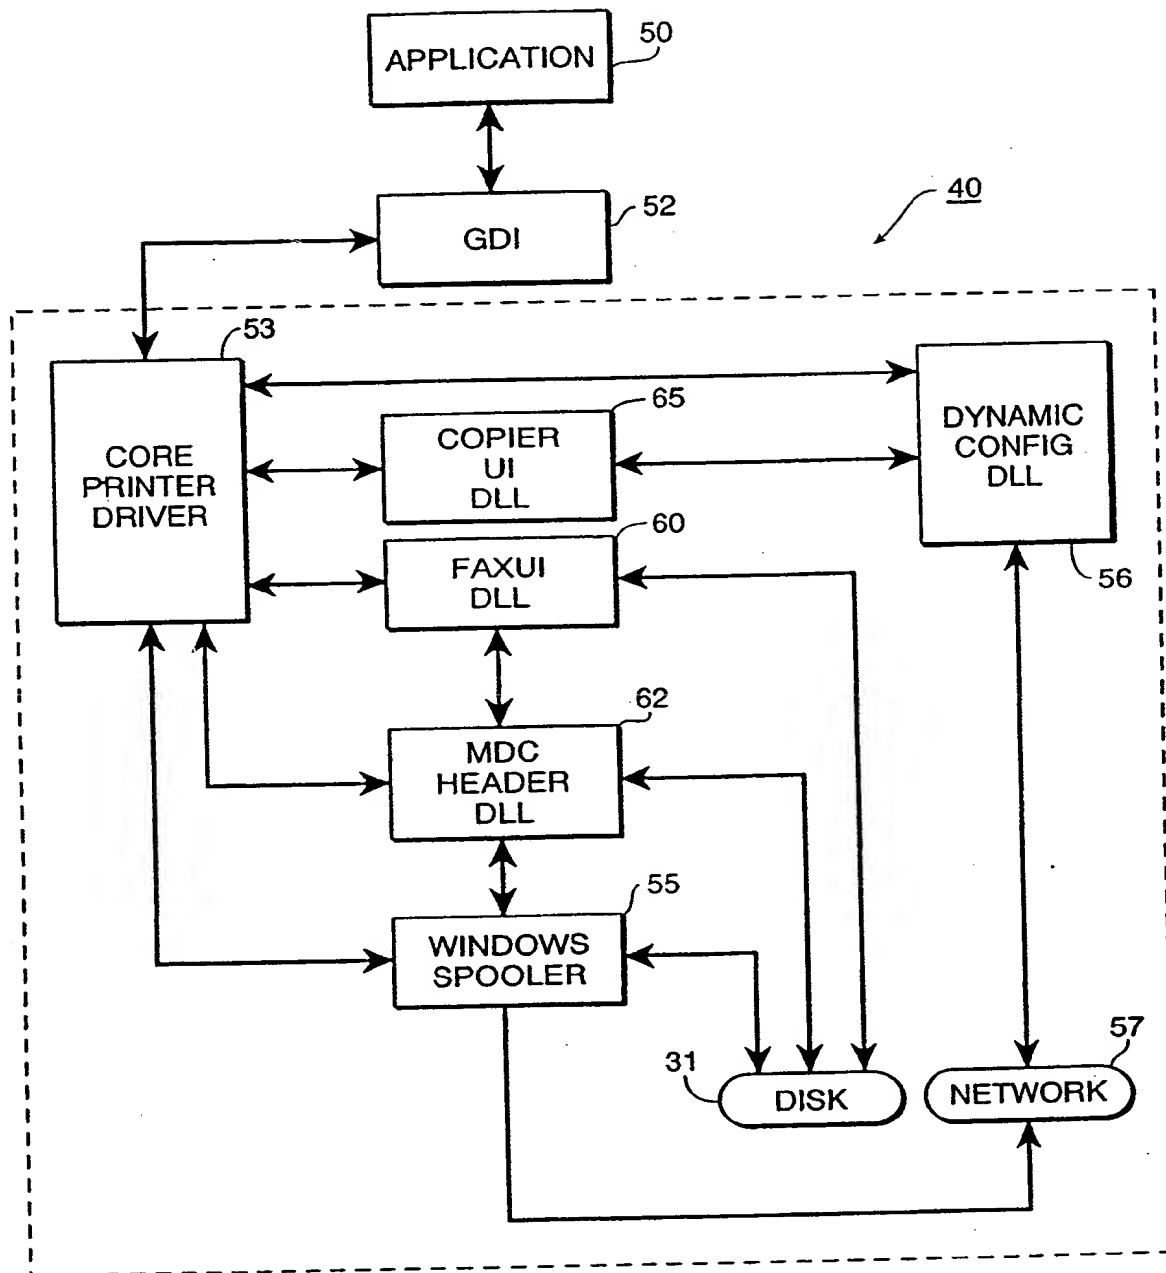 APPLICATION
50
GDI
52
40
53
CORE
PRINTER
DRIVER
65
COPIER
UI
DLL
DYNAMIC
CONFIG
DLL
56
60
FAXUI
DLL
62
MDC
HEADER
DLL
55
WINDOWS
SPOOLER
31
DISK
57
NETWORK